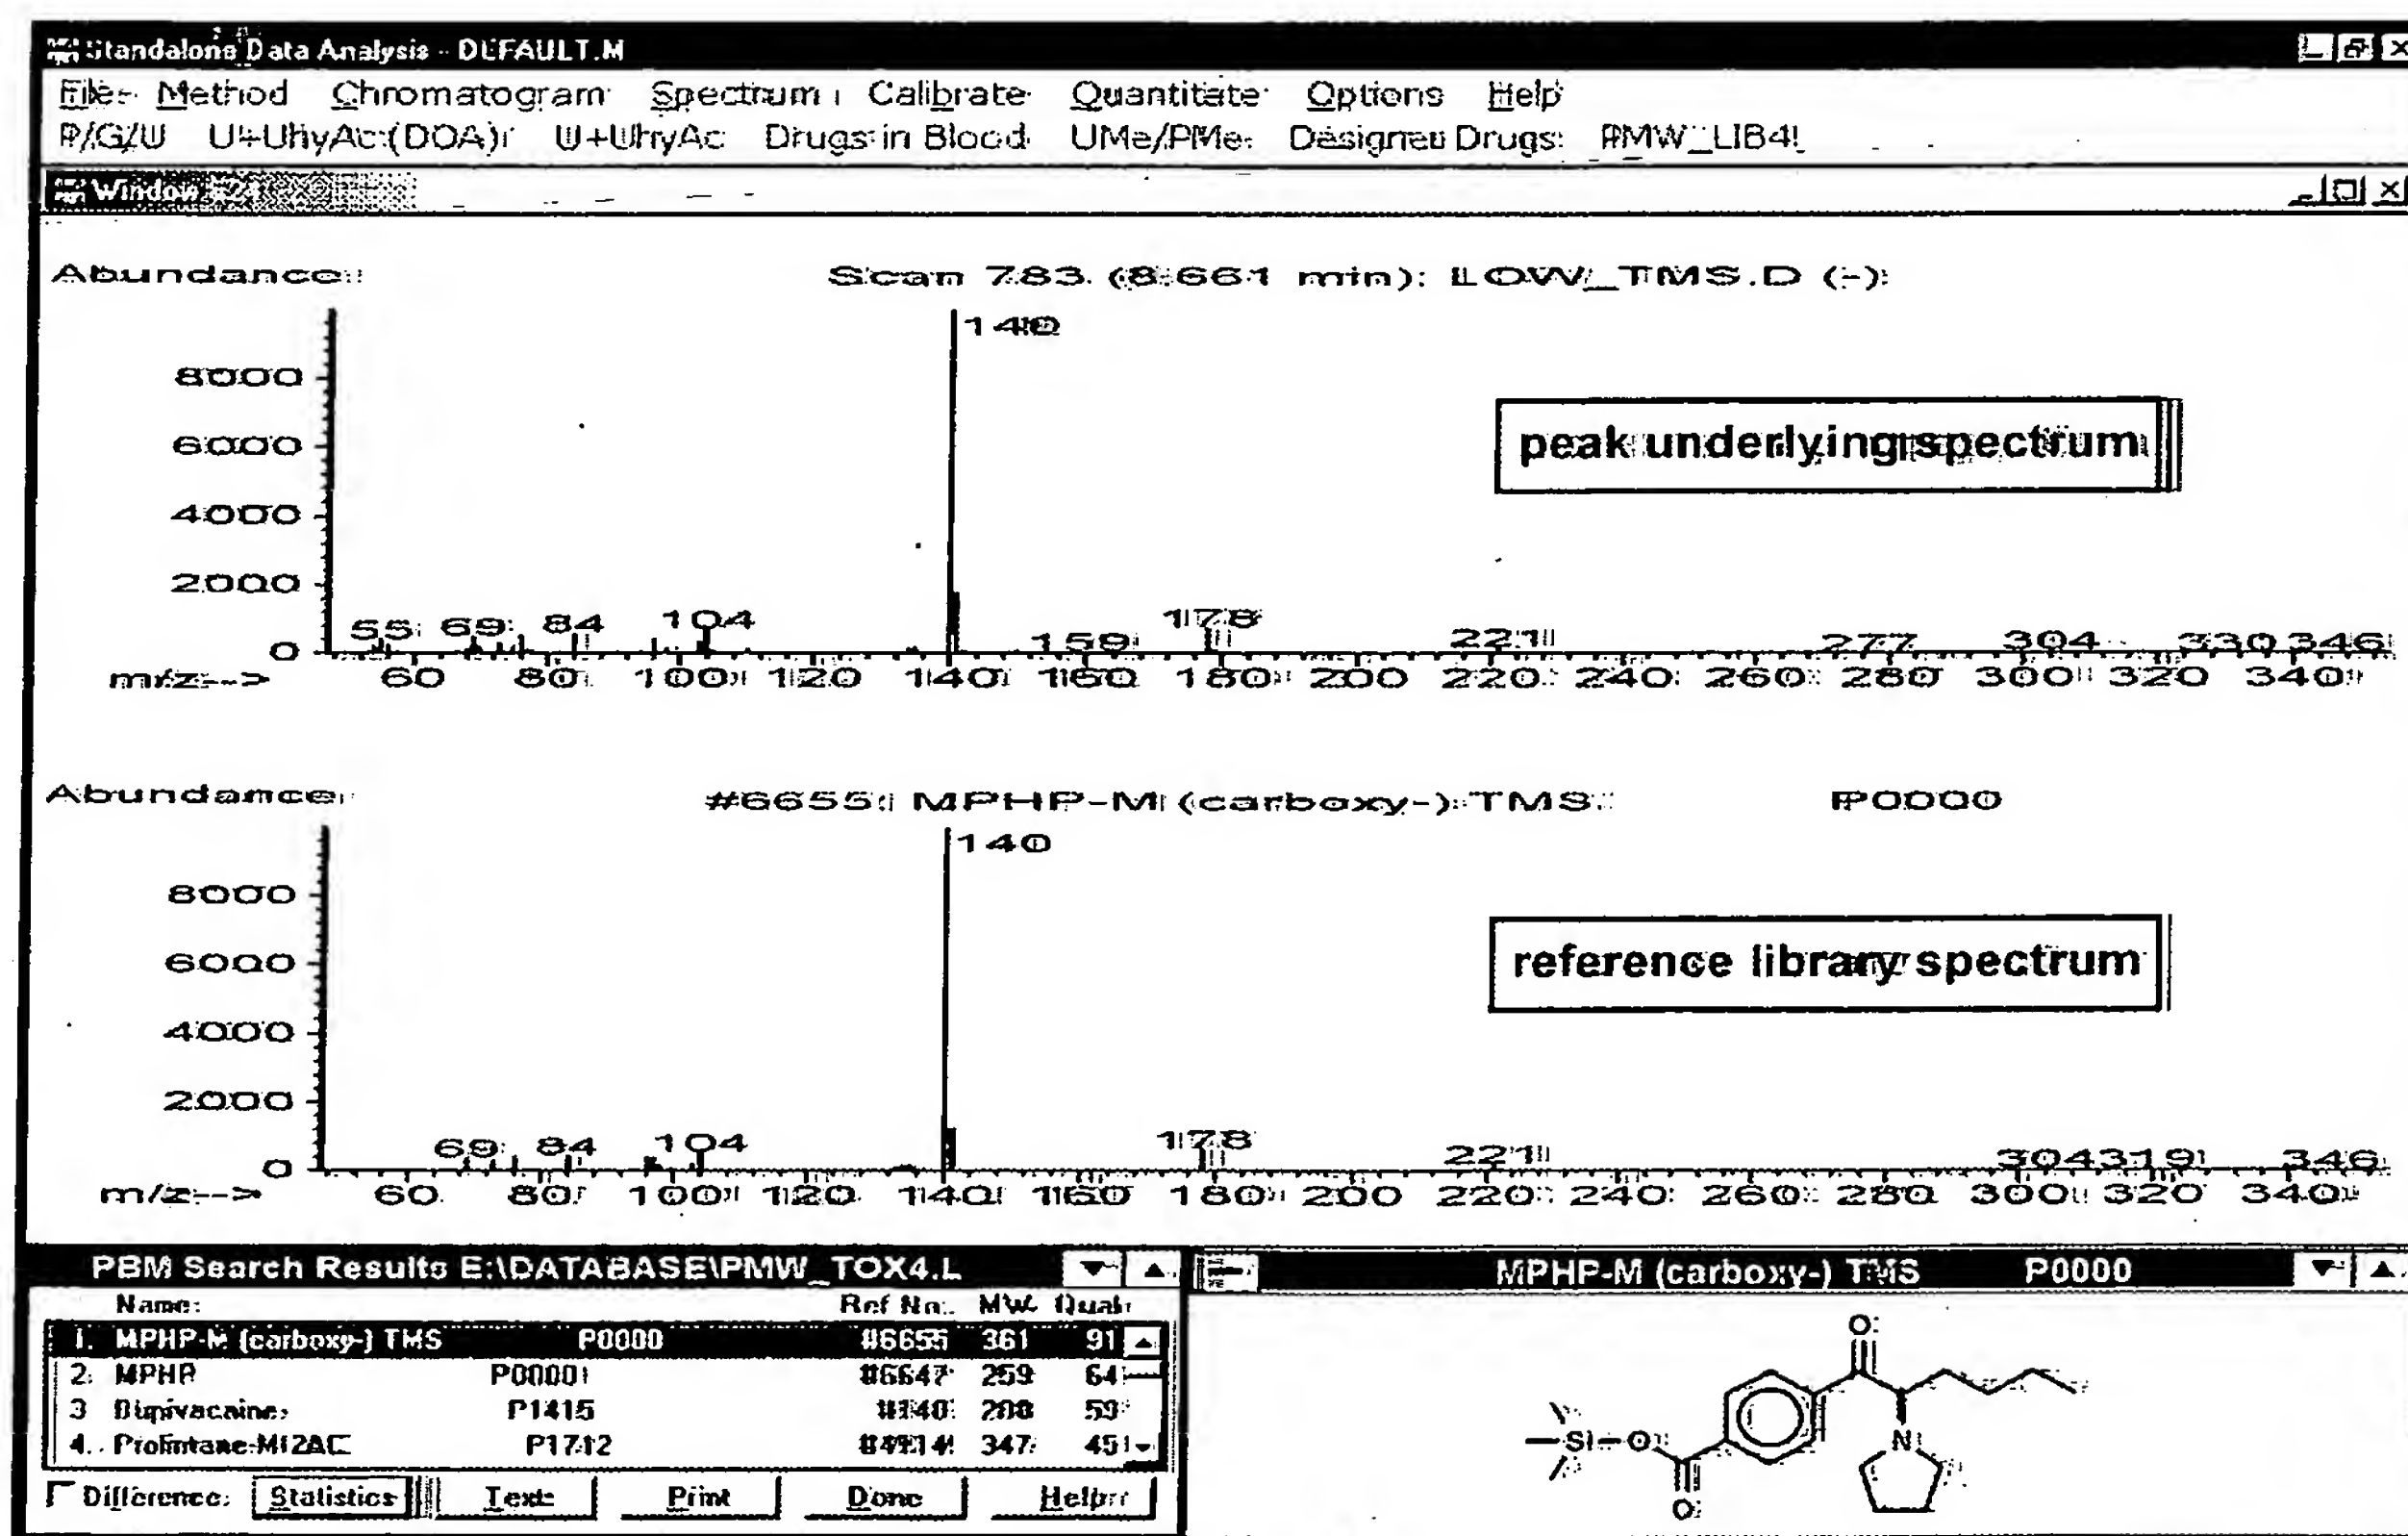 Standalone Data Analysis - DEFAULT.M
File Method Chromatogram Spectrum Calibrate Quantitate Options Help
P/G/U U+UhyAc (DOA) U+UhyAc Drugs in Blood UMe/PMe Designer Drugs PMW_LIB4!
Window #2
Abundance
Scan 783 (8.661 min): LOW_TMS.D (-)
140
8000
6000
peak underlying spectrum
4000
2000
55 69 84 104 159 178 221 277 304 330 346
0
m/z--> 60 80 100 120 140 160 180 200 220 240 260 280 300 320 340
Abundance
#6655: MPHP-M (carboxy-) TMS P0000
140
8000
6000
reference library spectrum
4000
2000
69 84 104 178 221 304 319 346
0
m/z--> 60 80 100 120 140 160 180 200 220 240 260 280 300 320 340
PBM Search Results E:\DATABASE\PMW_TOX4.L
Name: Ref No. MW Qual
1. MPHP-M (carboxy-) TMS P0000 #6655 361 91
2. MPHP P0000 #6647 259 64
3 Bupivacaine P1415 #140 288 59
4. Prolintane-M 2AC P1712 347 45
Difference Statistics Text Print Done Help
MPHP-M (carboxy-) TMS P0000
O
N
Si O
O